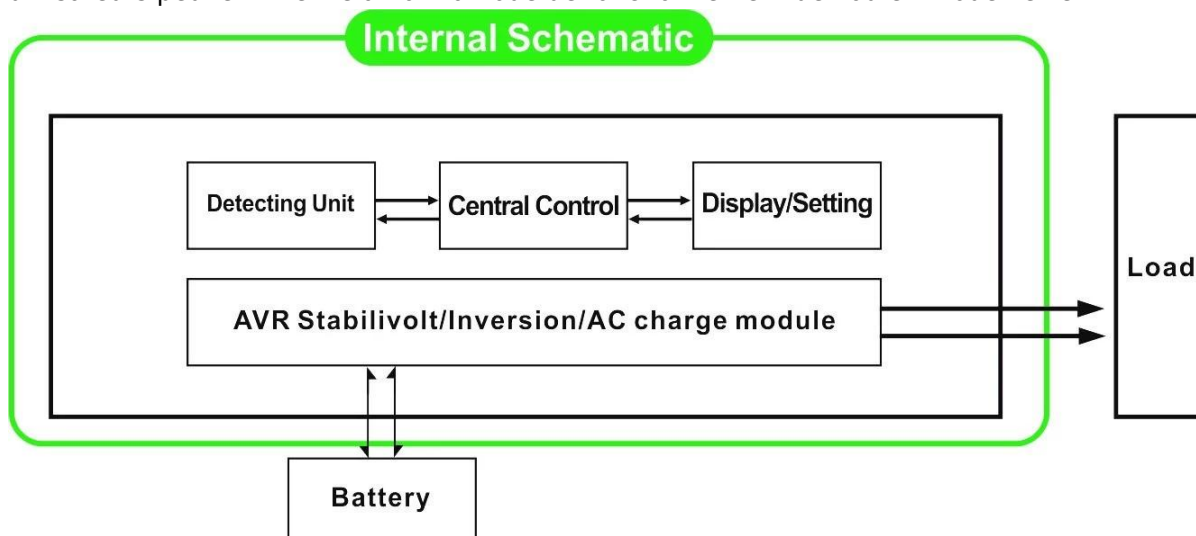 Internal Schematic
Detecting Unit
Central Control
Display/Setting
Load
AVR Stabilivolt/Inversion/AC charge module
Battery